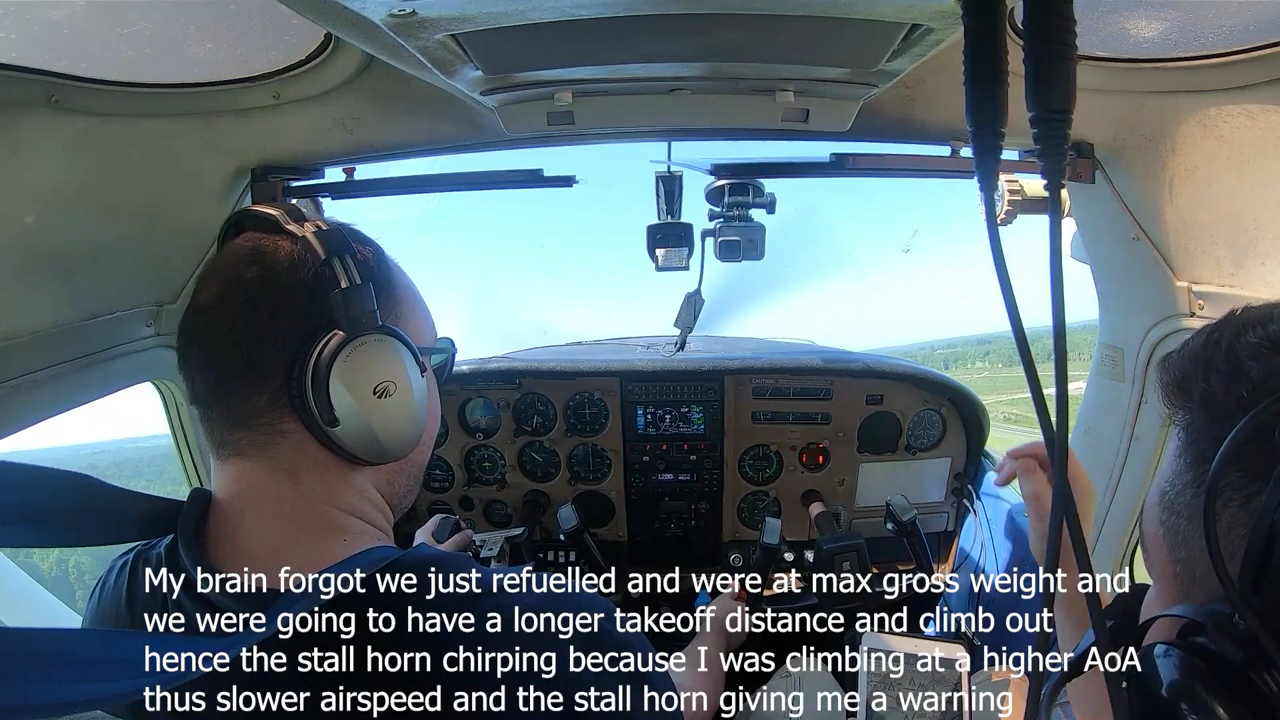 CAUTION:
My brain forgot we just refuelled and were at max gross weight and
we were going to have a longer takeoff distance and climb out
hence the stall horn chirping because I was climbing at a higher AoA
thus slower airspeed and the stall horn giving me a warning